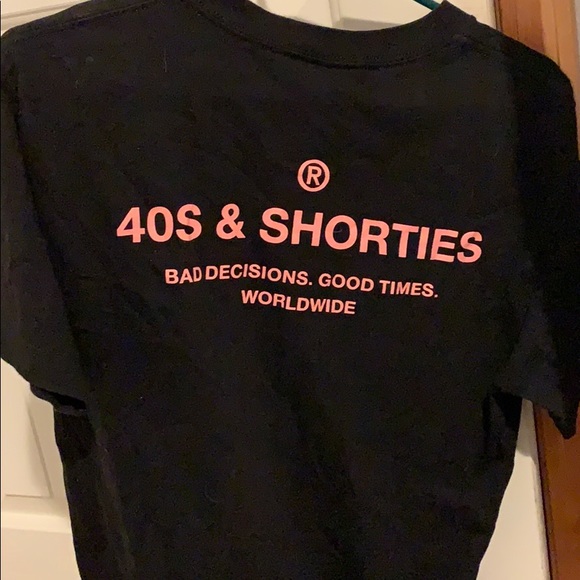 ®
40S & SHORTIES
BAD DECISIONS. GOOD TIMES.
WORLDWIDE